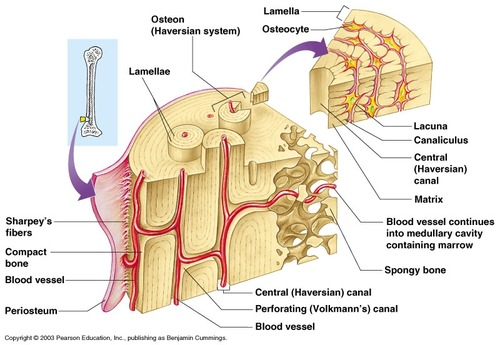 Osteon
(Haversian system)
Lamella
Osteocyte
Lamellae
Lacuna
Canaliculus
Central
(Haversian)
canal
Matrix
Sharpey's
fibers
Compact
bone
Blood vessel
Periosteum
Blood vessel continues
into medullary cavity
containing marrow
Spongy bone
Central (Haversian) canal
Perforating (Volkmann's) canal
Blood vessel
Copyright © 2003 Pearson Education, Inc., publishing as Benjamin Cummings.